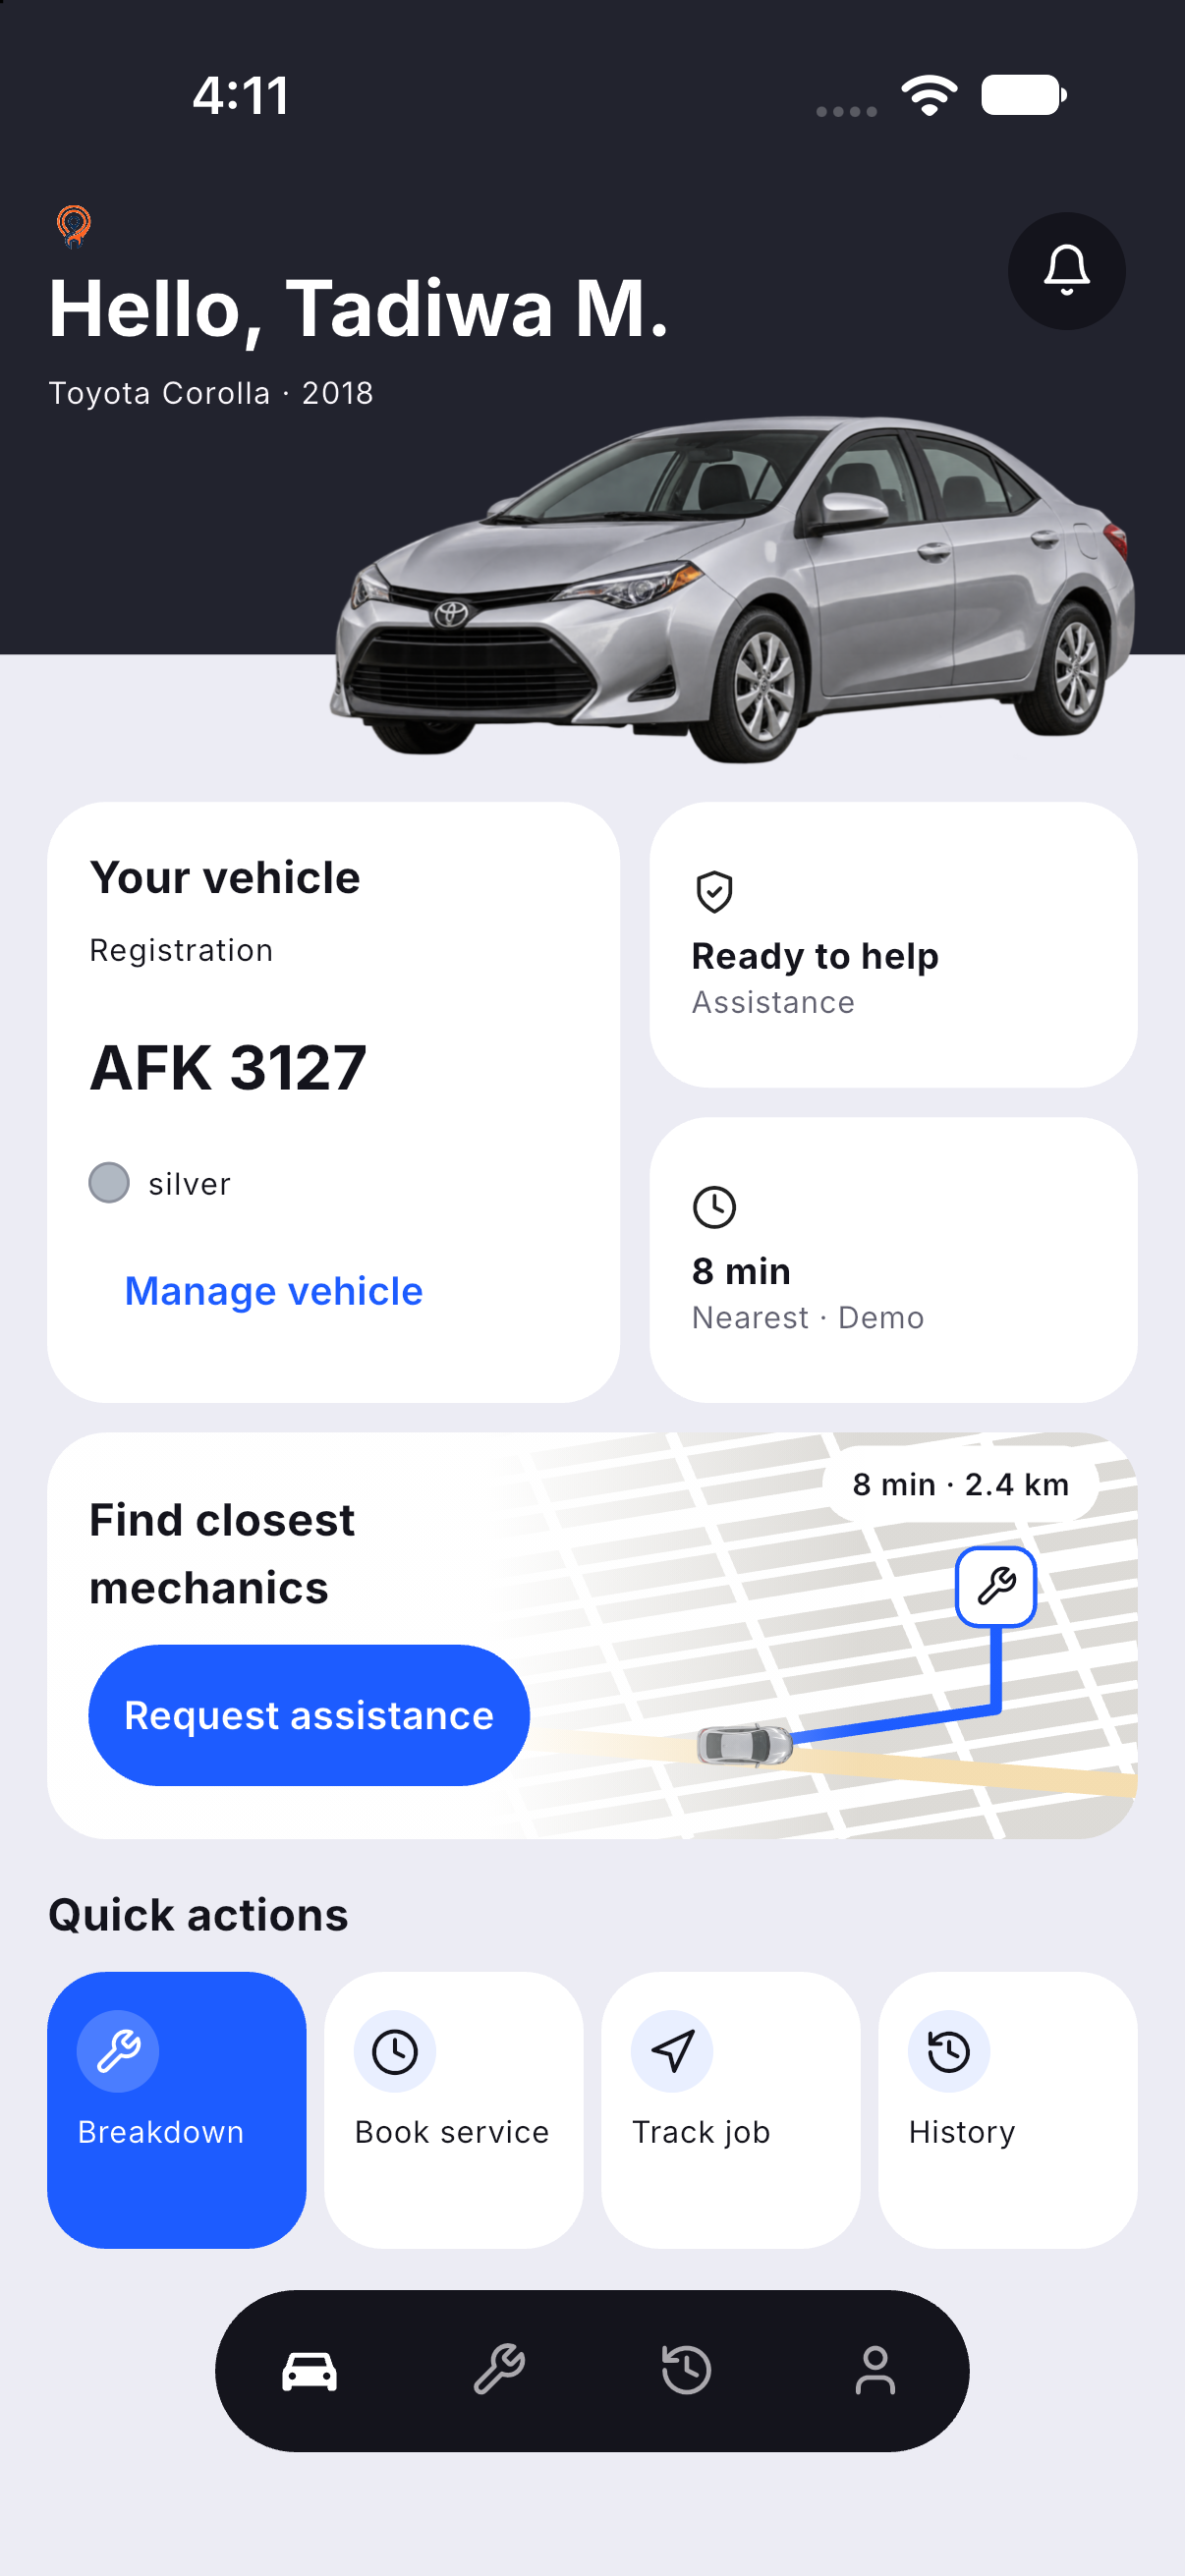 4:11
Hello, Tadiwa M.
Toyota Corolla · 2018
Your vehicle
Registration
AFK 3127
silver
Manage vehicle
Ready to help
Assistance
8 min
Nearest · Demo
Find closest
mechanics
Request assistance
8 min · 2.4 km
Quick actions
Breakdown
Book service
Track job
History